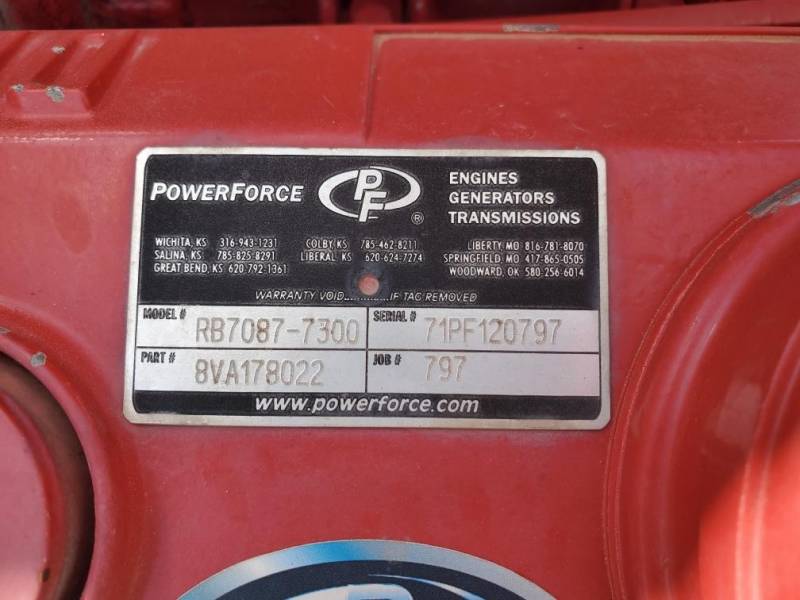 POWERFORCE PF ® ENGINES
GENERATORS
TRANSMISSIONS
WICHITA, KS 316-943-1231 COLBY, KS 785-462-8211 LIBERTY, MO 816-781-8070
SALINA, KS 785-825-8291 LIBERAL, KS 620-624-7274 SPRINGFIELD, MO 417-865-0505
GREAT BEND, KS 620-792-1361 WOODWARD, OK 580-256-6014
WARRANTY VOID IF TAG REMOVED
MODEL # RB7087-7300 SERIAL # 71PF120797
PART # 8VA178022 JOB # 797
www.powerforce.com